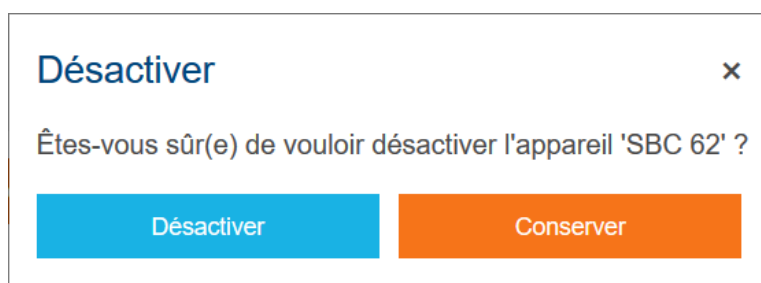 Désactiver
×
Êtes-vous sûr(e) de vouloir désactiver l'appareil 'SBC 62' ?
Désactiver
Conserver